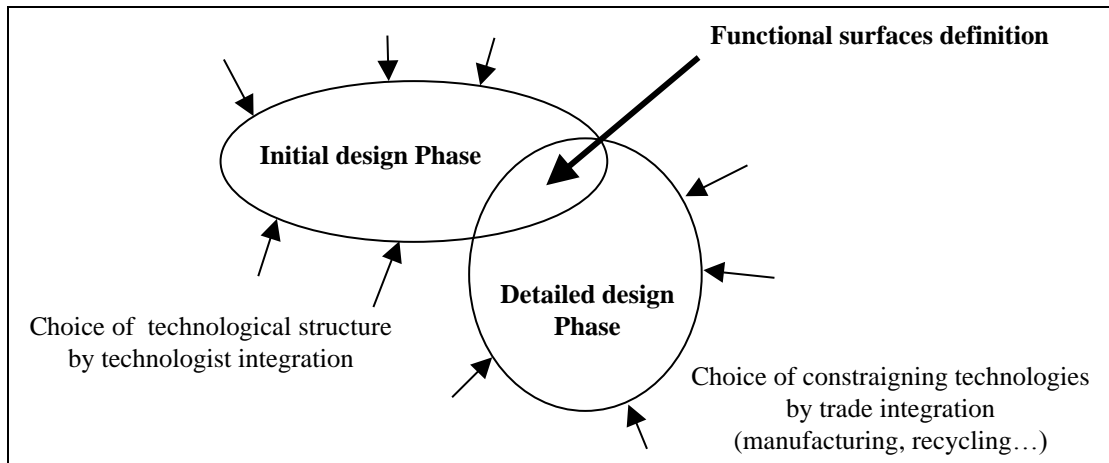 Functional surfaces definition
Initial design Phase
Detailed design
Phase
Choice of technological structure
by technologist integration
Choice of constraigning technologies
by trade integration
(manufacturing, recycling…)